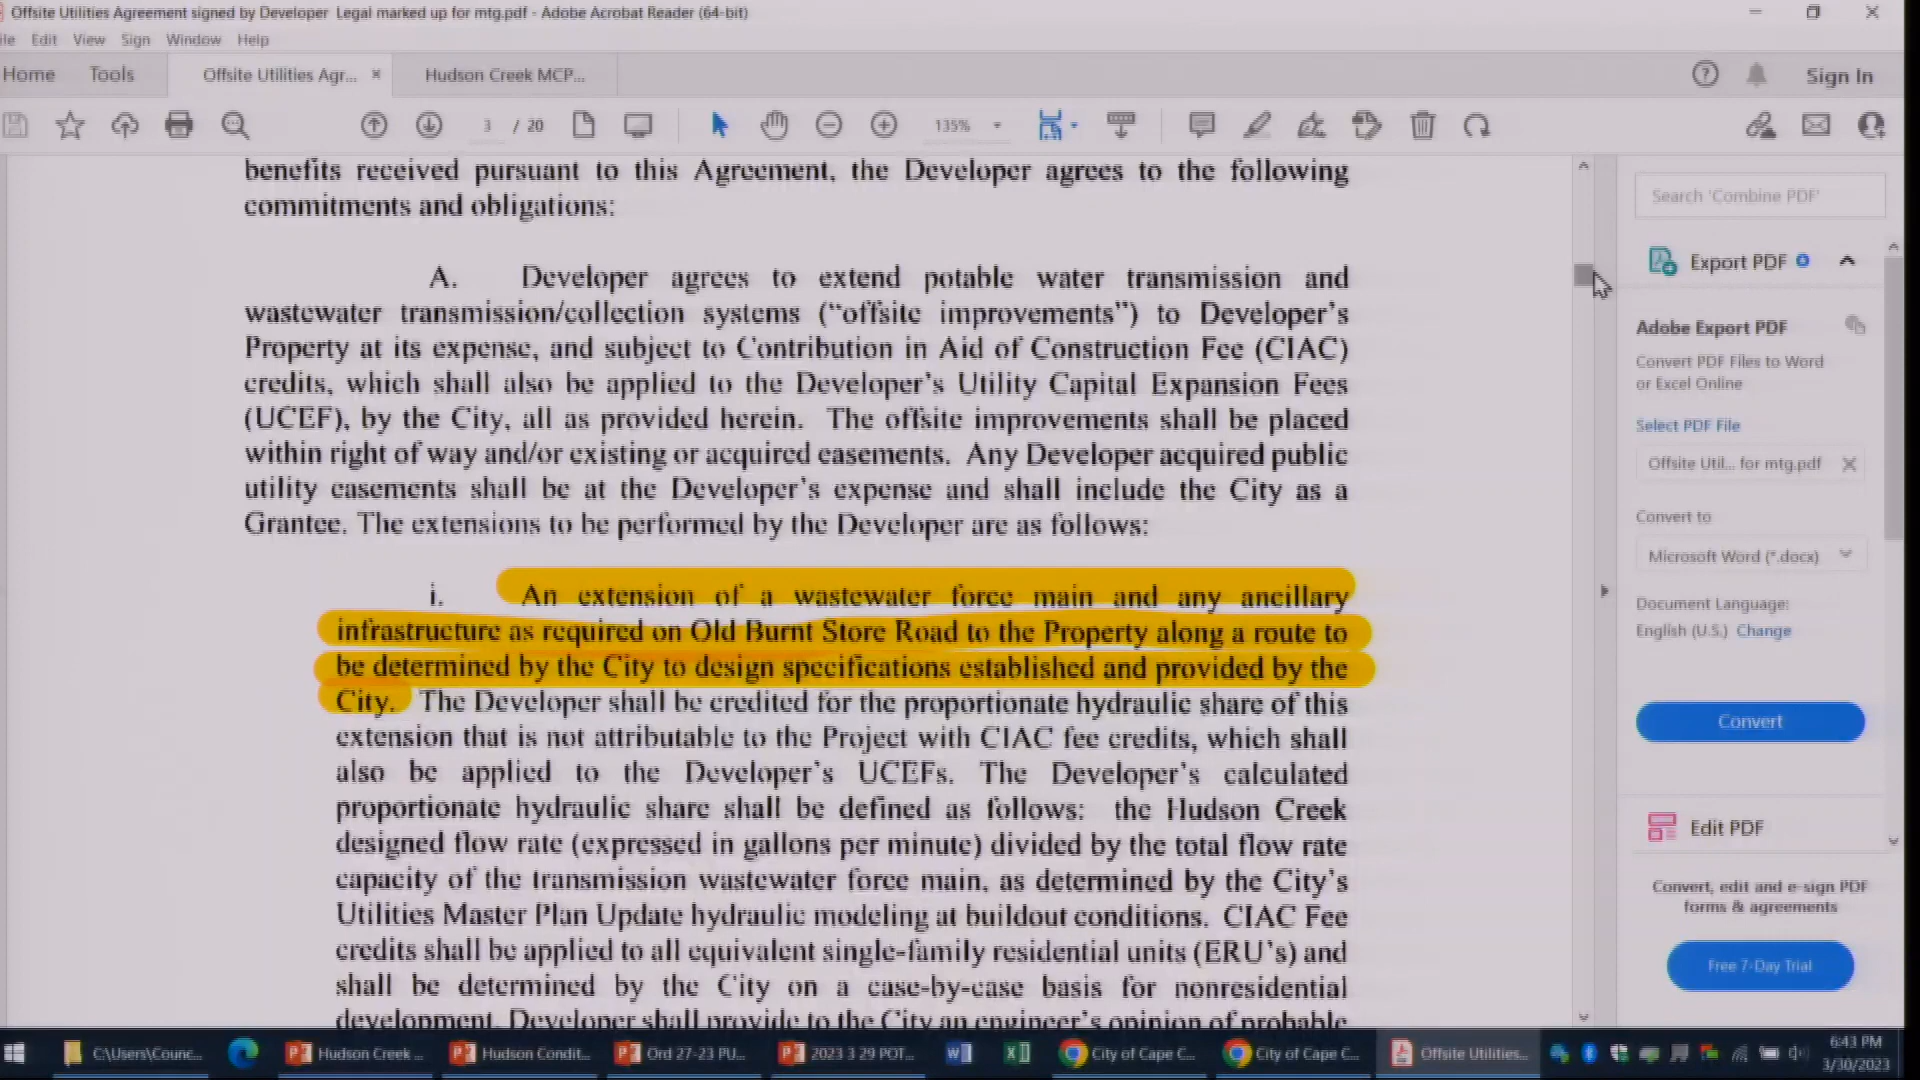 Offsite Utilities Agreement signed by Developer Legal marked up for mtg.pdf - Adobe Acrobat Reader (64-bit)
Edit View Sign Window Help
Home Tools Offsite Utilities Agr... × Hudson Creek MCP... Sign In
3 / 20 135%
benefits received pursuant to this Agreement, the Developer agrees to the following
commitments and obligations:
A. Developer agrees to extend potable water transmission and
wastewater transmission/collection systems (“offsite improvements”) to Developer’s
Property at its expense, and subject to Contribution in Aid of Construction Fee (CIAC)
credits, which shall also be applied to the Developer’s Utility Capital Expansion Fees
(UCEF), by the City, all as provided herein. The offsite improvements shall be placed
within right of way and/or existing or acquired easements. Any Developer acquired public
utility easements shall be at the Developer’s expense and shall include the City as a
Grantee. The extensions to be performed by the Developer are as follows:
i. An extension of a wastewater force main and any ancillary
infrastructure as required on Old Burnt Store Road to the Property along a route to
be determined by the City to design specifications established and provided by the
City. The Developer shall be credited for the proportionate hydraulic share of this
extension that is not attributable to the Project with CIAC fee credits, which shall
also be applied to the Developer’s UCEFs. The Developer’s calculated
proportionate hydraulic share shall be defined as follows: the Hudson Creek
designed flow rate (expressed in gallons per minute) divided by the total flow rate
capacity of the transmission wastewater force main, as determined by the City’s
Utilities Master Plan Update hydraulic modeling at buildout conditions. CIAC Fee
credits shall be applied to all equivalent single-family residential units (ERU’s) and
shall be determined by the City on a case-by-case basis for nonresidential
development. Developer shall provide to the City an engineer’s opinion of probable
Search 'Combine PDF'
Export PDF
Adobe Export PDF
Convert PDF Files to Word
or Excel Online
Select PDF File
Offsite Util... for mtg.pdf ×
Convert to
Microsoft Word (*.docx)
Document Language:
English (U.S.) Change
Convert
Edit PDF
Convert, edit and e-sign PDF
forms & agreements
Free 7-Day Trial
C:\Users\Counc... Hudson Creek ... Hudson Condit... Ord 27-23 PU... 2023 3 29 POT... City of Cape C... City of Cape C... Offsite Utilities... 6:43 PM
3/30/2023